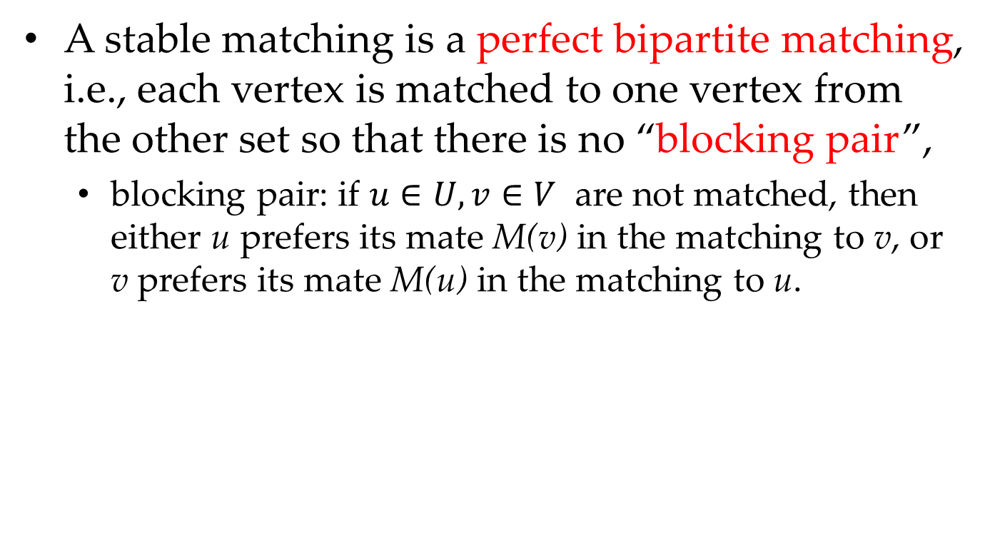 • A stable matching is a perfect bipartite matching,
i.e., each vertex is matched to one vertex from
the other set so that there is no “blocking pair”,
• blocking pair: if 𝑢 ∈ 𝑈, 𝑣 ∈ 𝑉 are not matched, then
either u prefers its mate M(v) in the matching to v, or
v prefers its mate M(u) in the matching to u.